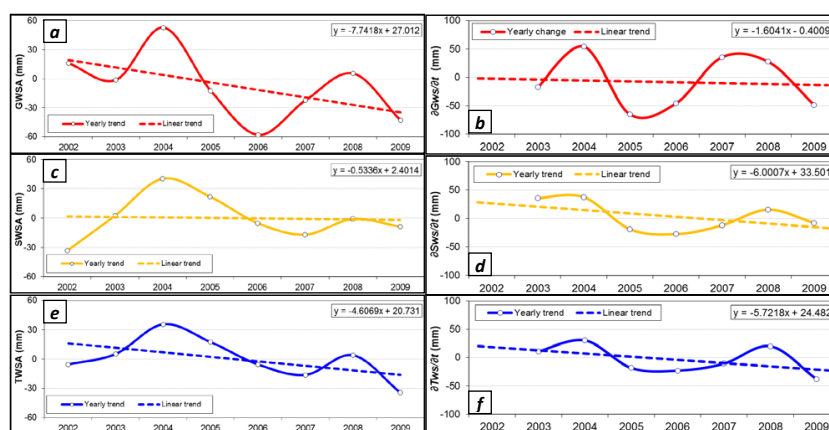 a
y = -7.7418x + 27.012
GWSA (mm)
60
30
0
-30
-60
Yearly trend
Linear trend
2002 2003 2004 2005 2006 2007 2008 2009
b
Yearly change
Linear trend
y = -1.6041x - 0.4009
∂Gws/∂t (mm)
100
50
0
-50
-100
2002 2003 2004 2005 2006 2007 2008 2009
c
y = -0.5336x + 2.4014
SWSA (mm)
60
30
0
-30
-60
Yearly trend
Linear trend
2002 2003 2004 2005 2006 2007 2008 2009
Yearly trend
Linear trend
y = -6.0007x + 33.501
∂Sws/∂t (mm)
100
50
0
-50
-100
d
2002 2003 2004 2005 2006 2007 2008 2009
e
y = -4.6069x + 20.731
TWSA (mm)
60
30
0
-30
-60
Yearly trend
Linear trend
2002 2003 2004 2005 2006 2007 2008 2009
Yearly trend
Linear trend
y = -5.7218x + 24.482
∂Tws/∂t (mm)
100
50
0
-50
-100
f
2002 2003 2004 2005 2006 2007 2008 2009